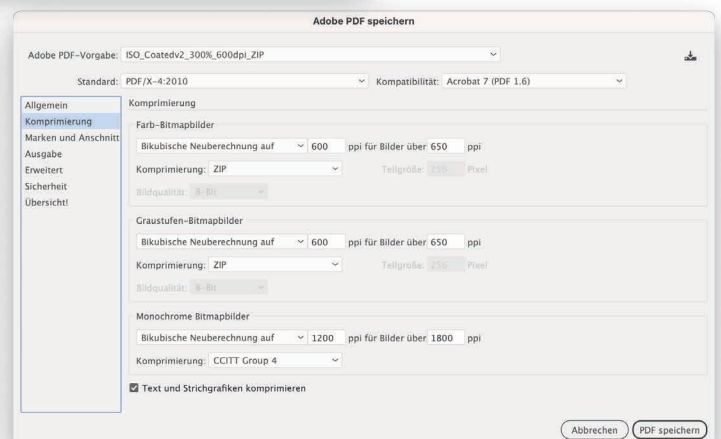 Adobe PDF speichern
Adobe PDF-Vorgabe: ISO_Coatedv2_300%_600dpi_ZIP
Standard: PDF/X-4:2010 Kompatibilität: Acrobat 7 (PDF 1.6)
Allgemein
Komprimierung
Marken und Anschnitt
Ausgabe
Erweitert
Sicherheit
Übersicht!
Komprimierung
Farb-Bitmapbilder
Bikubische Neuberechnung auf 600 ppi für Bilder über 650 ppi
Komprimierung: ZIP Teilgröße: 256 Pixel
Bildqualität: 8-Bit
Graustufen-Bitmapbilder
Bikubische Neuberechnung auf 600 ppi für Bilder über 650 ppi
Komprimierung: ZIP Teilgröße: 256 Pixel
Bildqualität: 8-Bit
Monochrome Bitmapbilder
Bikubische Neuberechnung auf 1200 ppi für Bilder über 1800 ppi
Komprimierung: CCITT Group 4
Text und Strichgrafiken komprimieren
Abbrechen PDF speichern